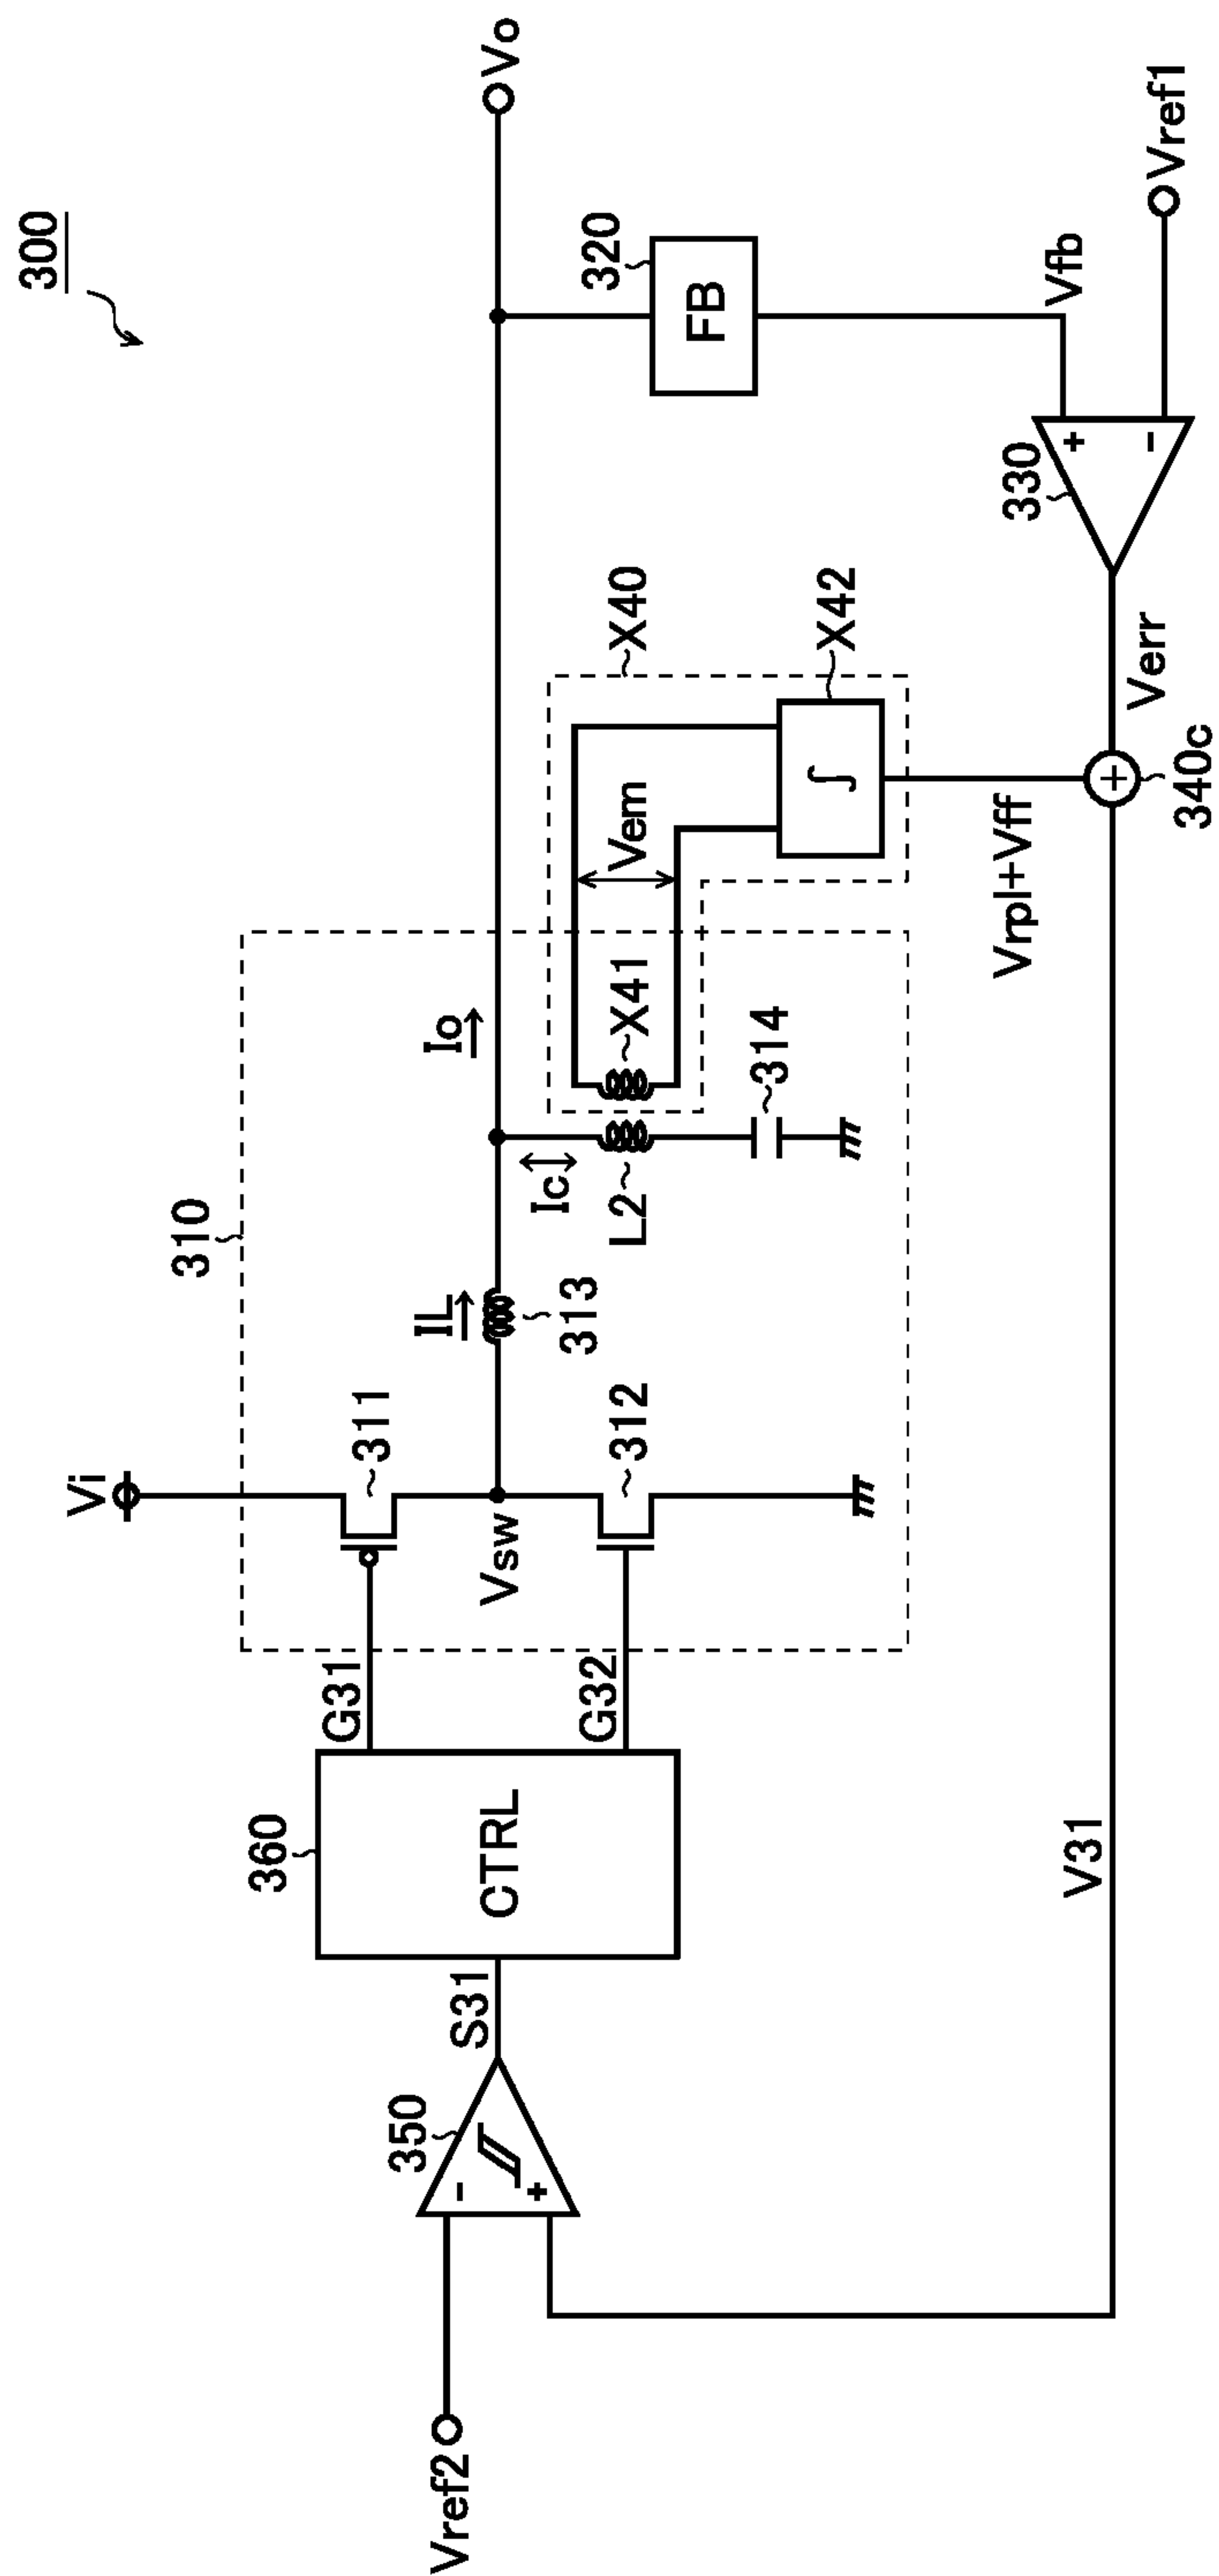 300
Vi
310
311
Vsw
312
IL
313
Io
Ic
L2
X41
314
Vem
X40
X42
Vo
320
FB
Vfb
Vref1
330
+
-
Verr
340c
+
Vrpl+Vff
∫
V31
G31
G32
360
CTRL
S31
350
-
+
Vref2